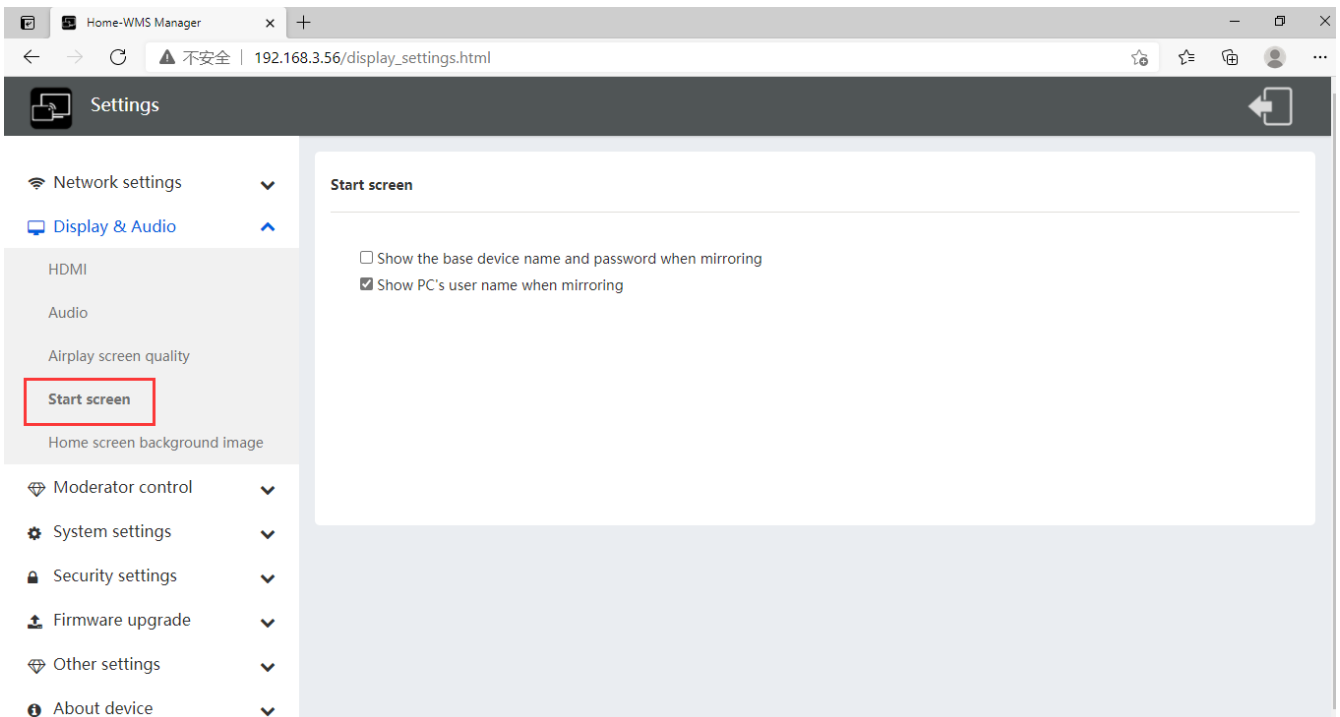 Home-WMS Manager
不安全 | 192.168.3.56/display_settings.html
Settings
Network settings
Display & Audio
HDMI
Audio
Airplay screen quality
Start screen
Home screen background image
Moderator control
System settings
Security settings
Firmware upgrade
Other settings
About device
Start screen
Show the base device name and password when mirroring
Show PC's user name when mirroring